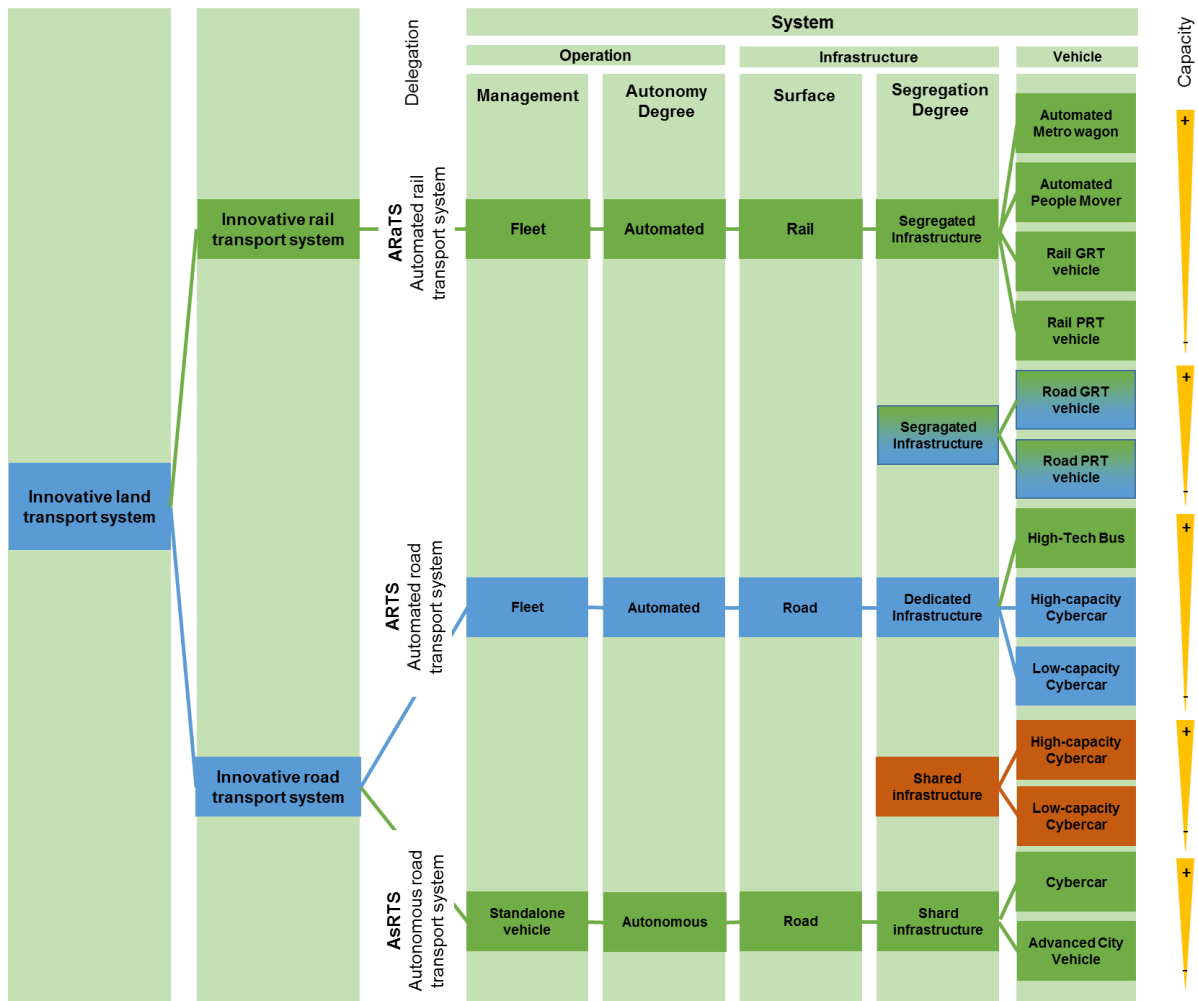 System
Operation
Infrastructure
Vehicle
Delegation
Capacity
Management
Autonomy
Degree
Surface
Segregation
Degree
Innovative land
transport system
Innovative rail
transport system
ARaTS
Automated rail
transport system
Fleet
Automated
Rail
Segregated
Infrastructure
Automated
Metro wagon
Automated
People Mover
Rail GRT
vehicle
Rail PRT
vehicle
+
-
Segragated
Infrastructure
Road GRT
vehicle
Road PRT
vehicle
+
-
Innovative road
transport system
ARTS
Automated road
transport system
Fleet
Automated
Road
Dedicated
Infrastructure
High-Tech Bus
High-capacity
Cybercar
Low-capacity
Cybercar
+
-
Shared
infrastructure
High-capacity
Cybercar
Low-capacity
Cybercar
+
-
AsRTS
Autonomous road
transport system
Standalone
vehicle
Autonomous
Road
Shard
infrastructure
Cybercar
Advanced City
Vehicle
+
-